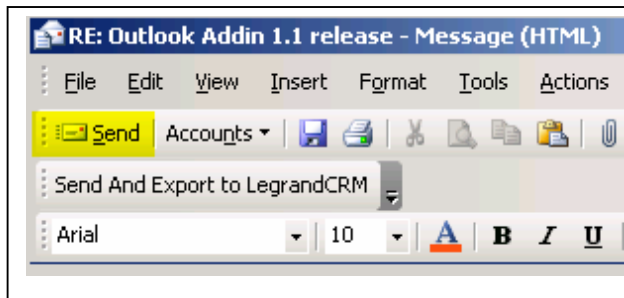 RE: Outlook Addin 1.1 release - Message (HTML)
File Edit View Insert Format Tools Actions
Send Accounts
Send And Export to LegrandCRM
Arial 10 A B I U